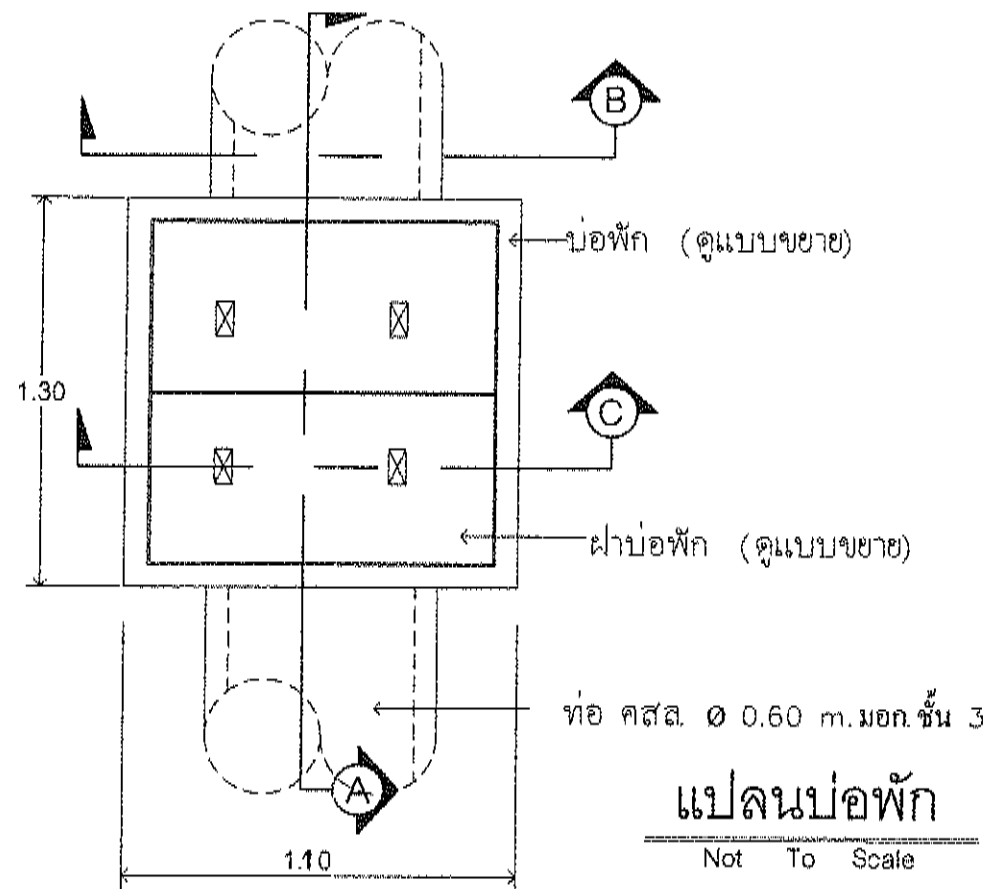 B
บ่อพัก (ดูแบบขยาย)
1.30
C
ฝาบ่อพัก (ดูแบบขยาย)
ท่อ คสล. Ø 0.60 m.มอก.ชั้น 3
A
แปลนบ่อพัก
Not To Scale
1.10